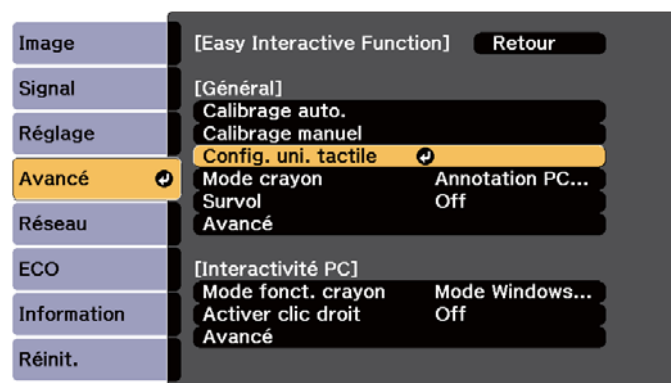 Image
Signal
Réglage
Avancé
Réseau
ECO
Information
Réinit.
[Easy Interactive Function] Retour
[Général]
Calibrage auto.
Calibrage manuel
Config. uni. tactile
Mode crayon Annotation PC...
Survol Off
Avancé
[Interactivité PC]
Mode fonct. crayon Mode Windows...
Activer clic droit Off
Avancé